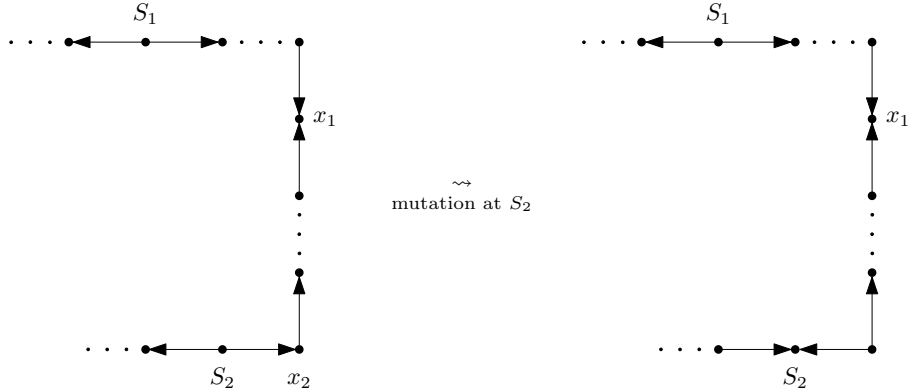 S₁
S₁
x₁
x₁
⇝
mutation at S₂
S₂
x₂
S₂